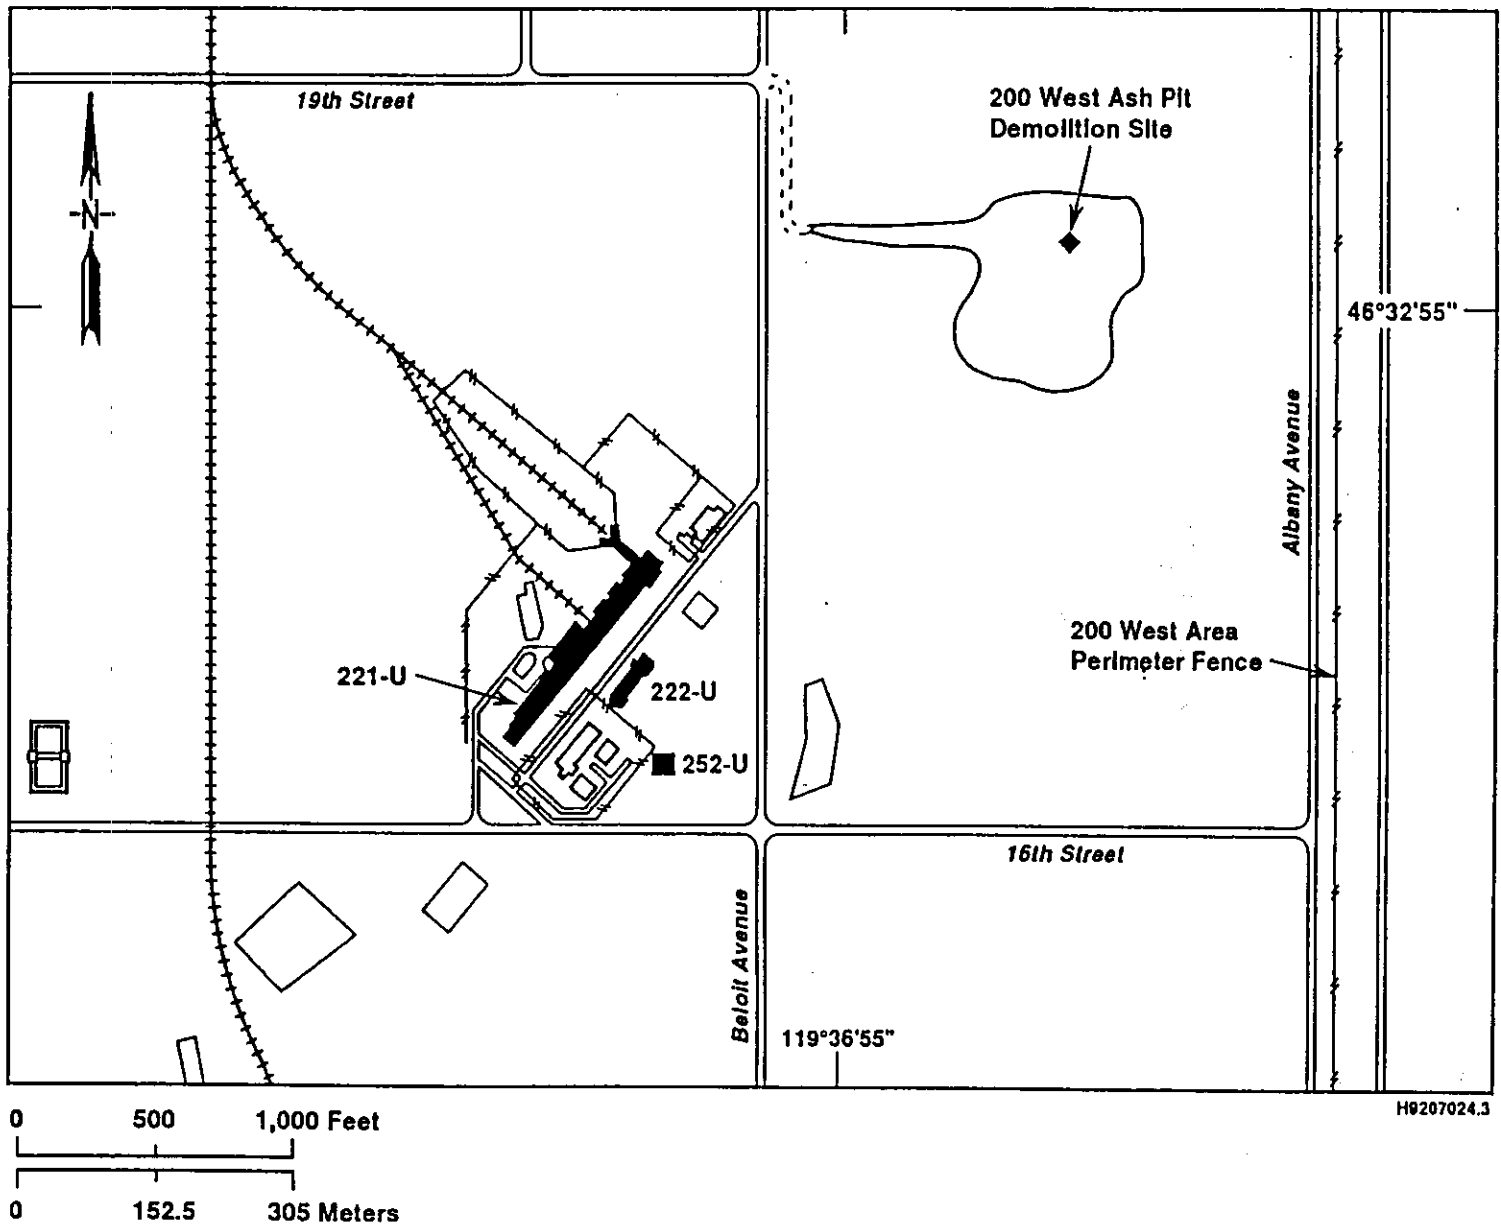 19th Street
200 West Ash Pit
Demolition Site
N
46°32'55"
Albany Avenue
200 West Area
Perimeter Fence
221-U
222-U
252-U
16th Street
Beloit Avenue
119°36'55"
H9207024.3
0 500 1,000 Feet
0 152.5 305 Meters